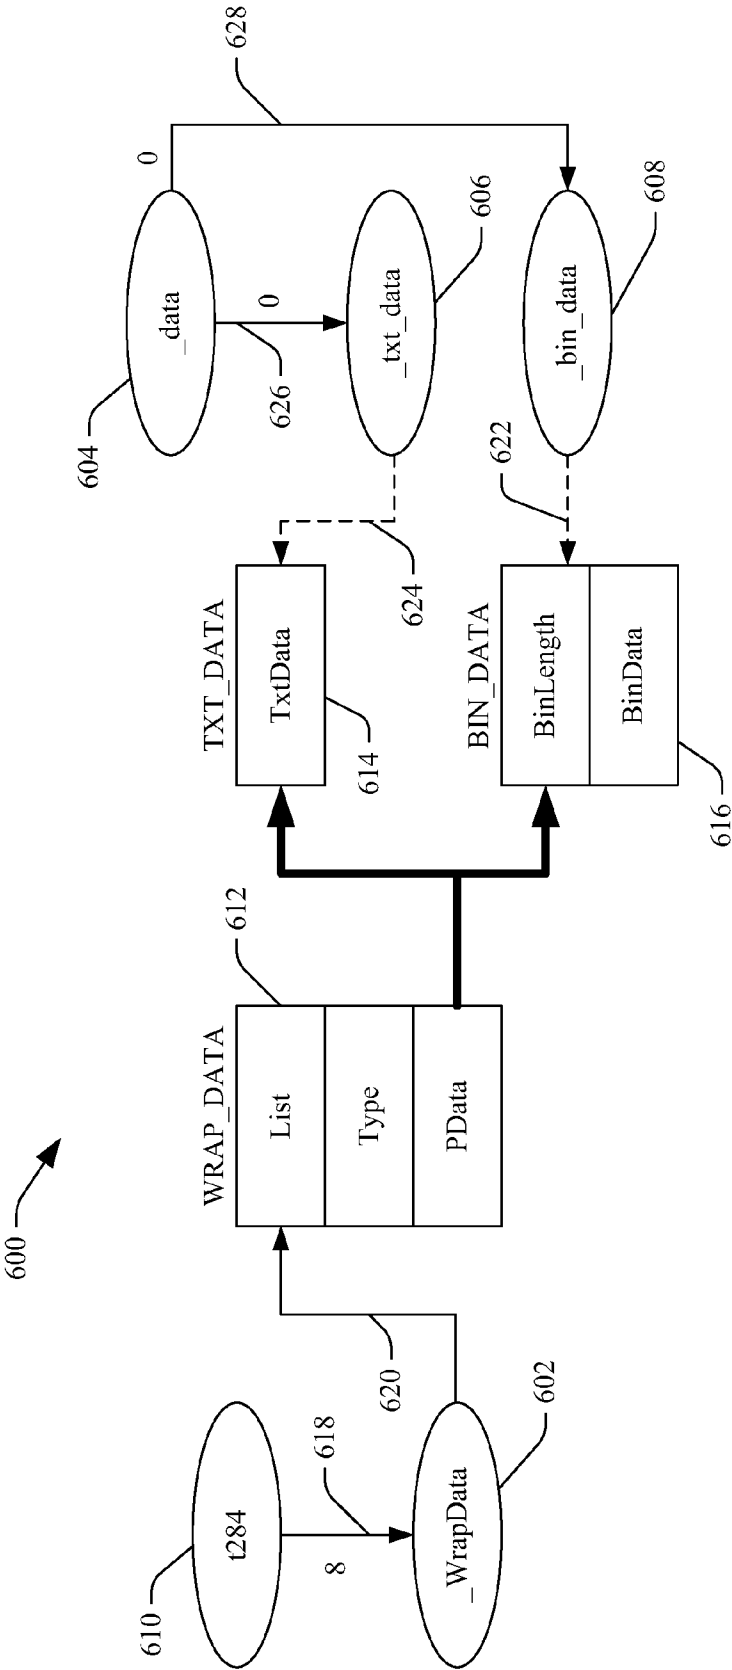 600
604
0
610
_data
628
WRAP_DATA
TXT_DATA
t284
List
612
TxtData
626
0
8
618
Type
614
620
624
_txt_data
606
_WrapData
PData
BIN_DATA
622
602
BinLength
_bin_data
BinData
608
616